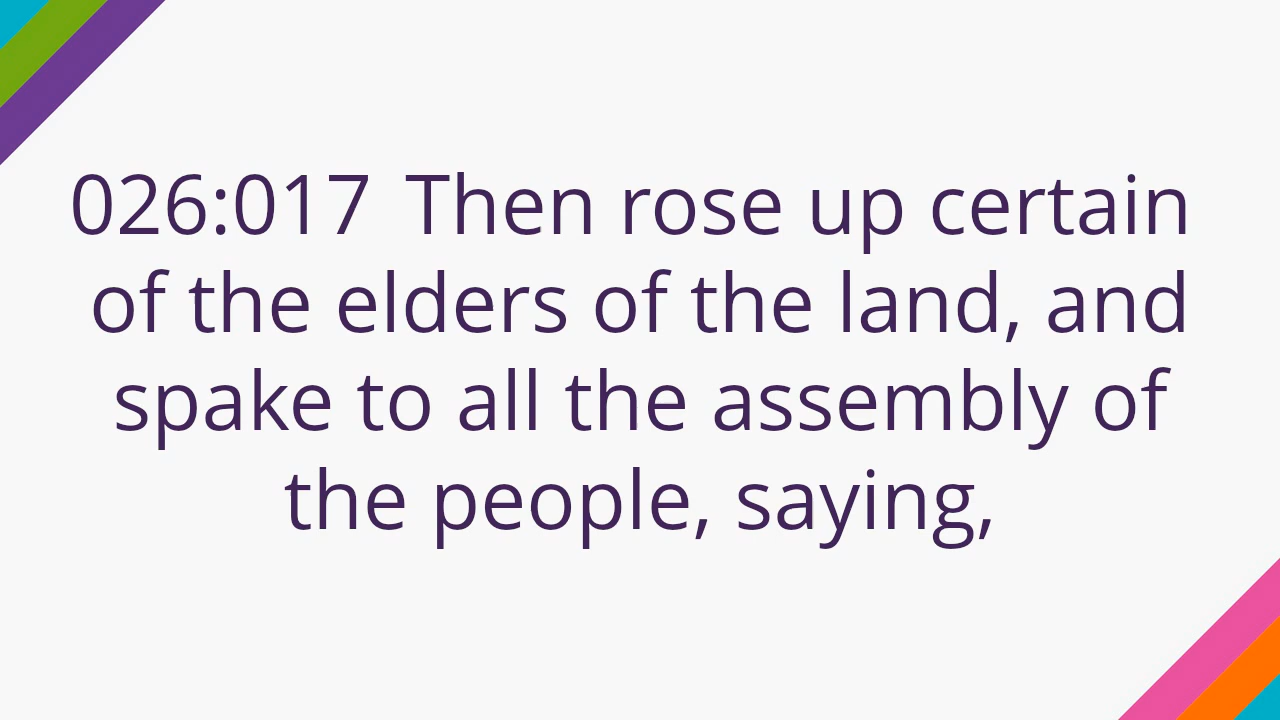 026:017 Then rose up certain
of the elders of the land, and
spake to all the assembly of
the people, saying,